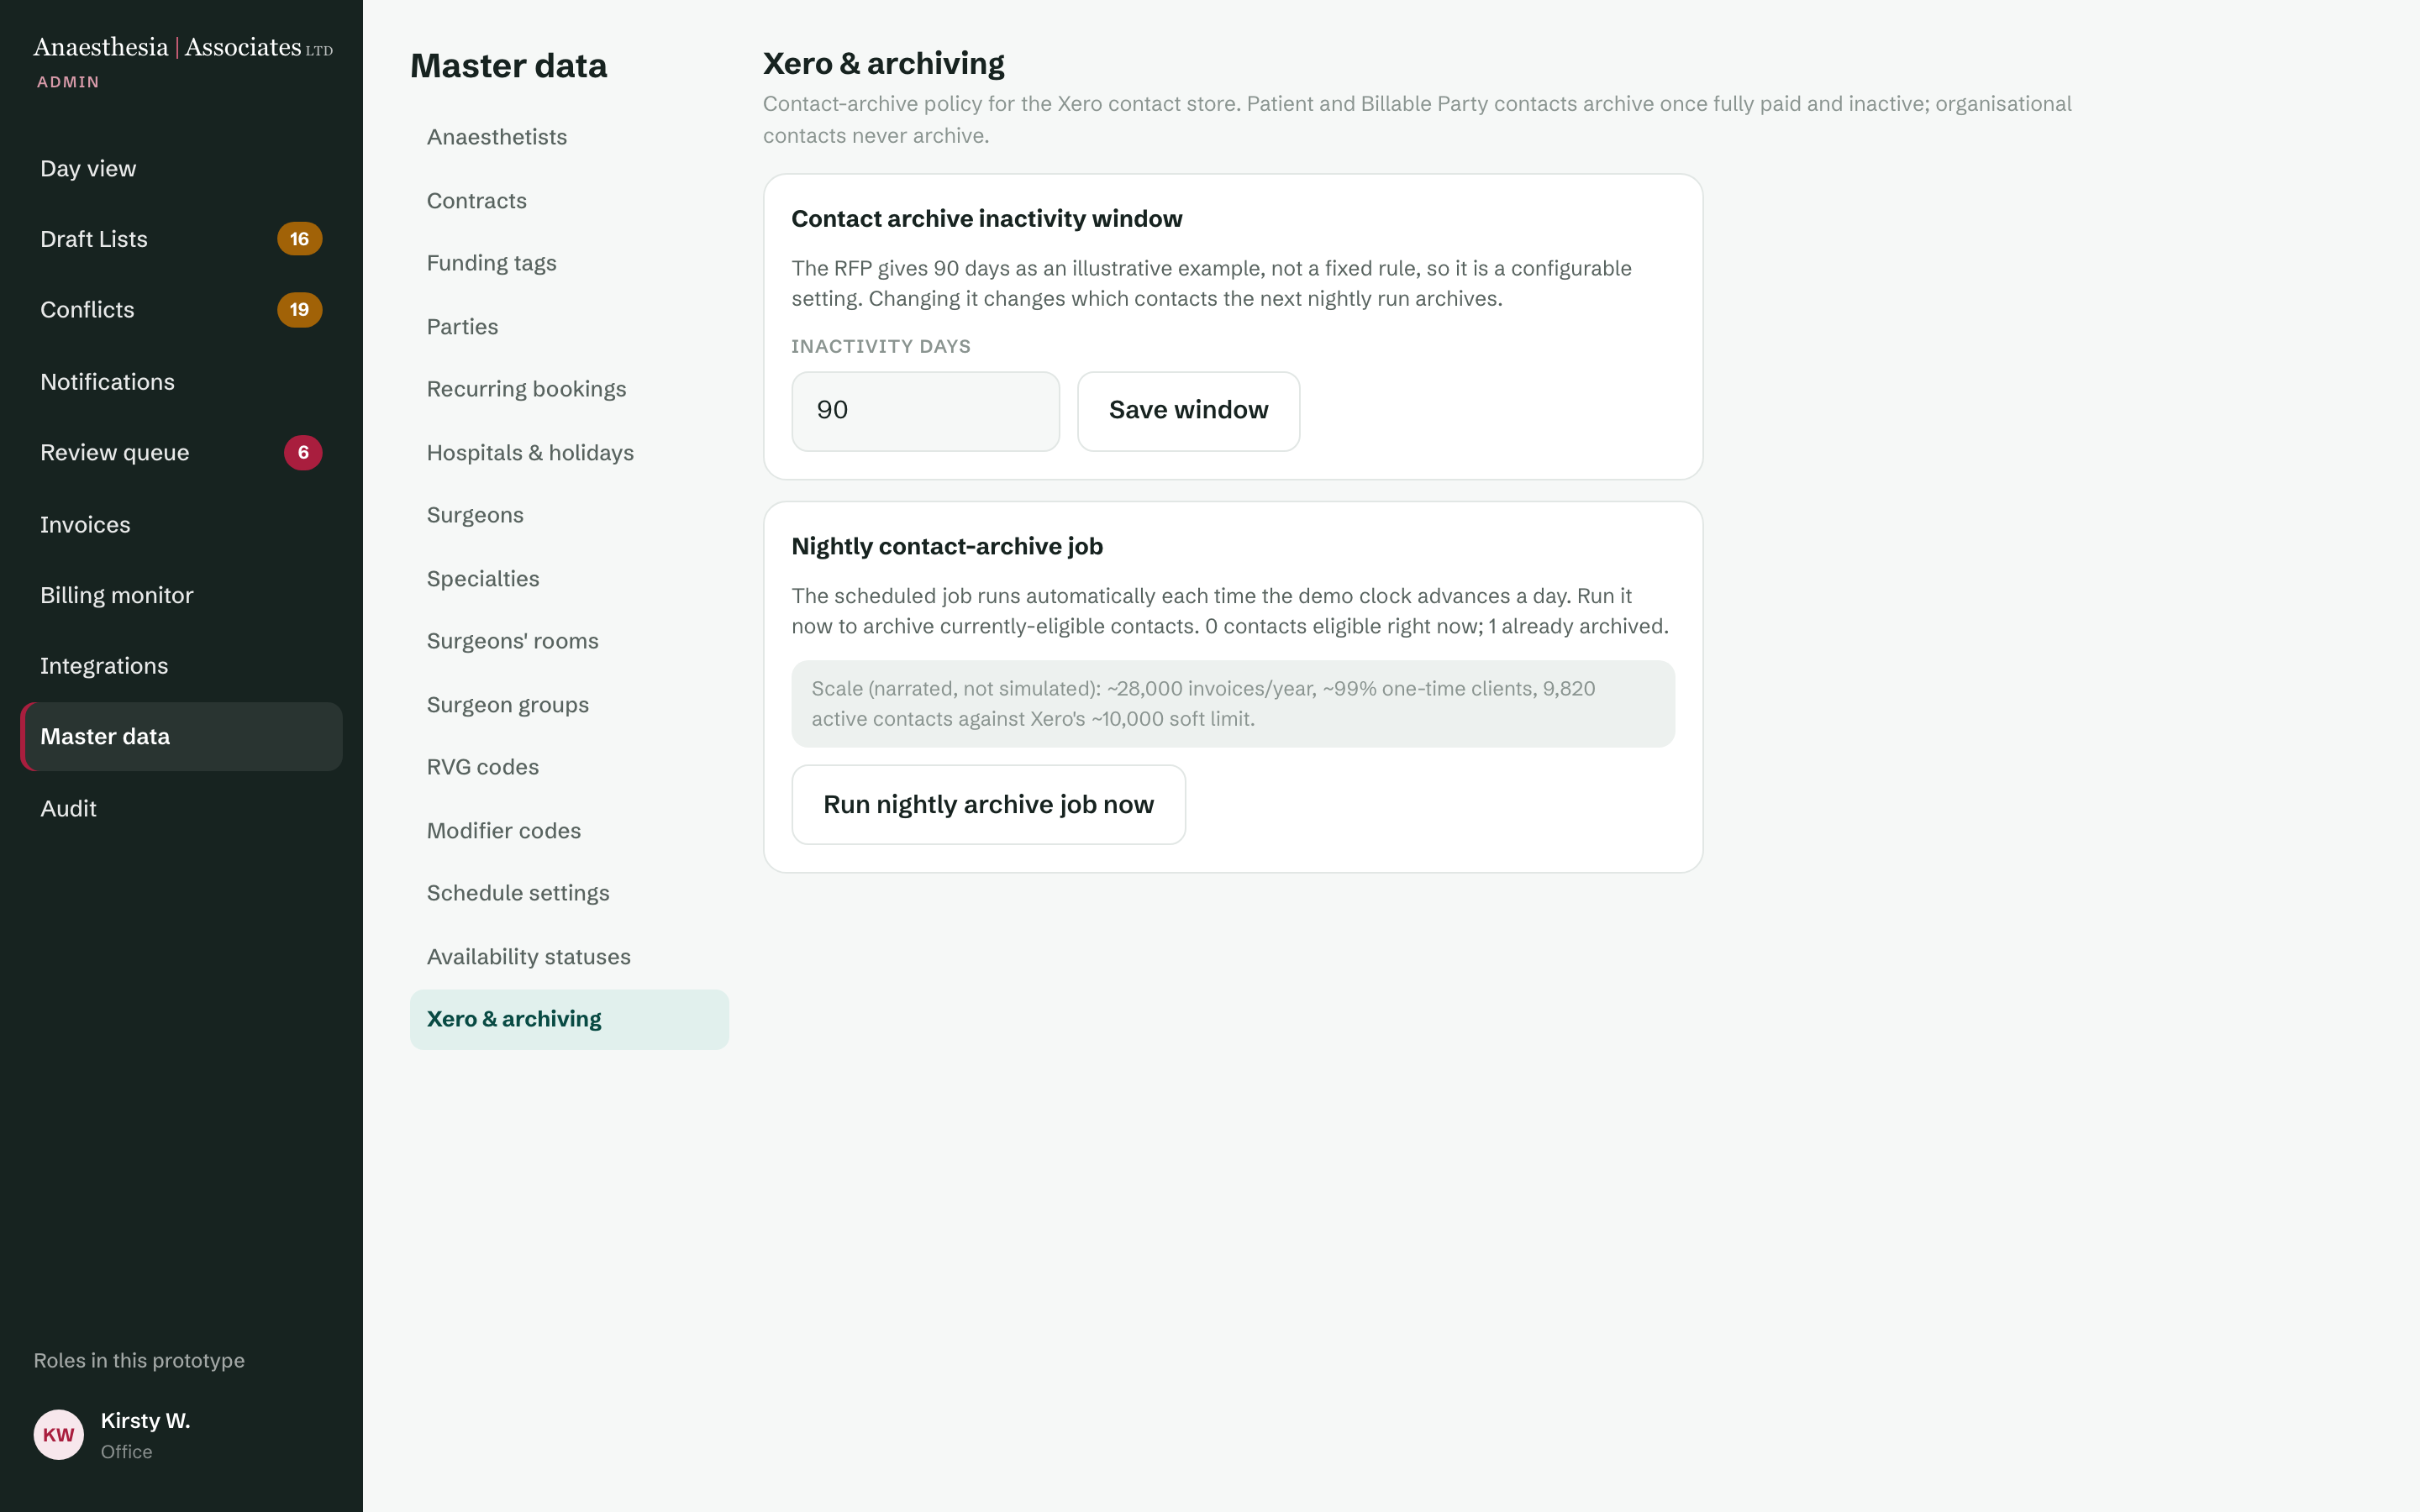 Anaesthesia | Associates LTD
ADMIN
Day view
Draft Lists 16
Conflicts 19
Notifications
Review queue 6
Invoices
Billing monitor
Integrations
Master data
Audit
Roles in this prototype
KW
Kirsty W.
Office
Master data
Anaesthetists
Contracts
Funding tags
Parties
Recurring bookings
Hospitals & holidays
Surgeons
Specialties
Surgeons' rooms
Surgeon groups
RVG codes
Modifier codes
Schedule settings
Availability statuses
Xero & archiving
Xero & archiving
Contact-archive policy for the Xero contact store. Patient and Billable Party contacts archive once fully paid and inactive; organisational
contacts never archive.
Contact archive inactivity window
The RFP gives 90 days as an illustrative example, not a fixed rule, so it is a configurable
setting. Changing it changes which contacts the next nightly run archives.
INACTIVITY DAYS
90
Save window
Nightly contact-archive job
The scheduled job runs automatically each time the demo clock advances a day. Run it
now to archive currently-eligible contacts. 0 contacts eligible right now; 1 already archived.
Scale (narrated, not simulated): ~28,000 invoices/year, ~99% one-time clients, 9,820
active contacts against Xero's ~10,000 soft limit.
Run nightly archive job now